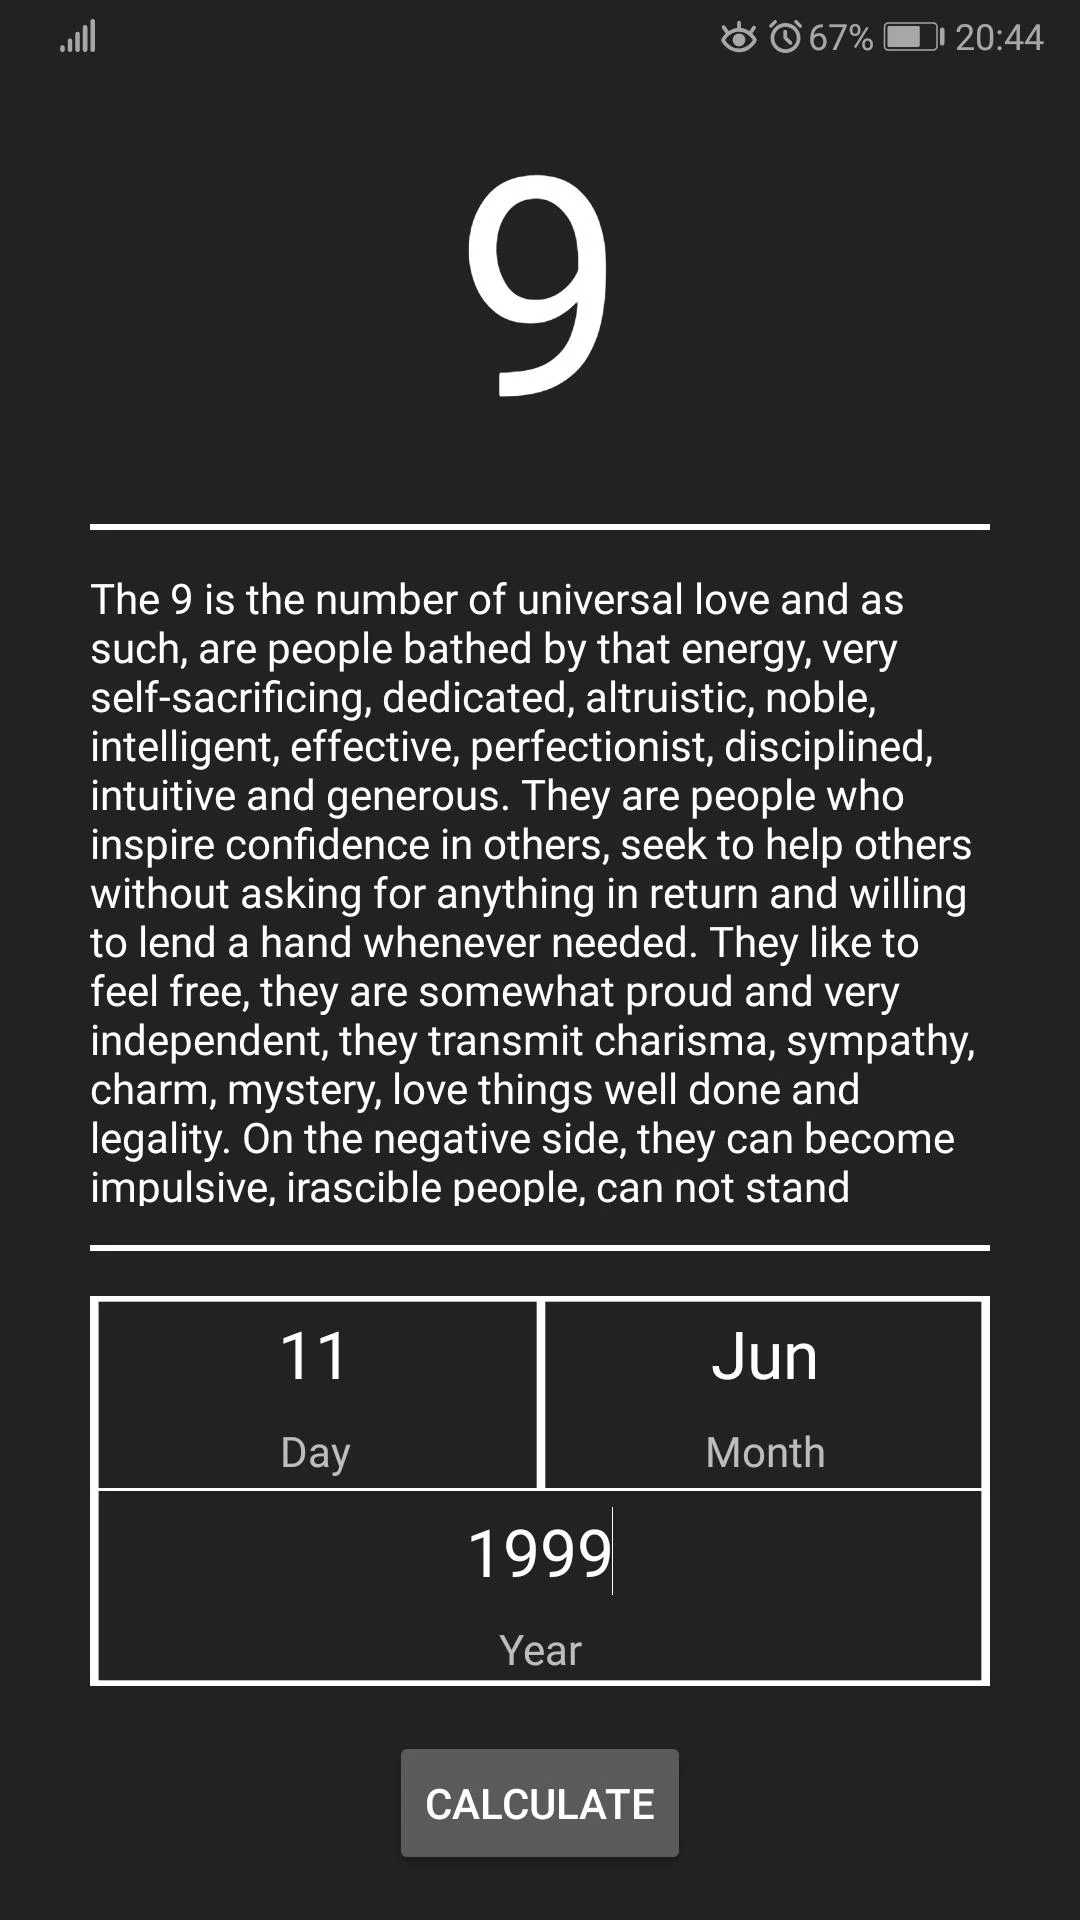 67% 20:44
9
The 9 is the number of universal love and as
such, are people bathed by that energy, very
self-sacrificing, dedicated, altruistic, noble,
intelligent, effective, perfectionist, disciplined,
intuitive and generous. They are people who
inspire confidence in others, seek to help others
without asking for anything in return and willing
to lend a hand whenever needed. They like to
feel free, they are somewhat proud and very
independent, they transmit charisma, sympathy,
charm, mystery, love things well done and
legality. On the negative side, they can become
impulsive, irascible people, can not stand
11 Jun
Day Month
1999
Year
CALCULATE